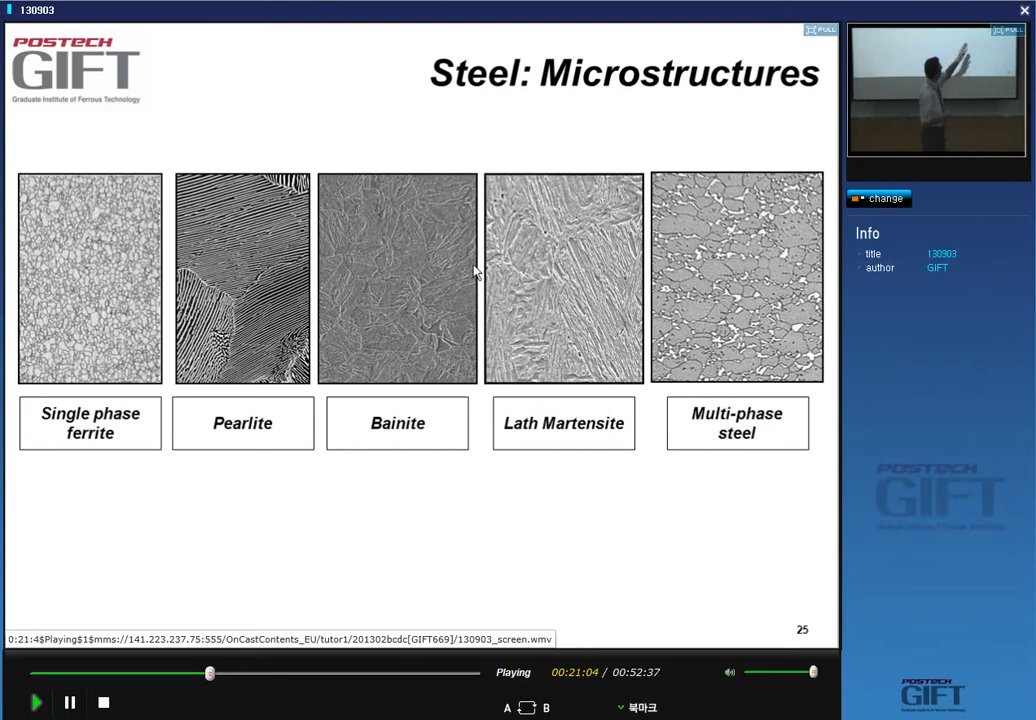 130903
POSTECH
GIFT
Graduate Institute of Ferrous Technology
Steel: Microstructures
FULL
FULL
change
Info
title 130903
author GIFT
Single phase
ferrite
Pearlite
Bainite
Lath Martensite
Multi-phase
steel
POSTECH
GIFT
25
0:21:4$Playing$1$mms://141.223.237.75:555/OnCastContents_EU/tutor1/201302bcdc[GIFT669]/130903_screen.wmv
Playing 00:21:04 / 00:52:37
A B 북마크
POSTECH
GIFT